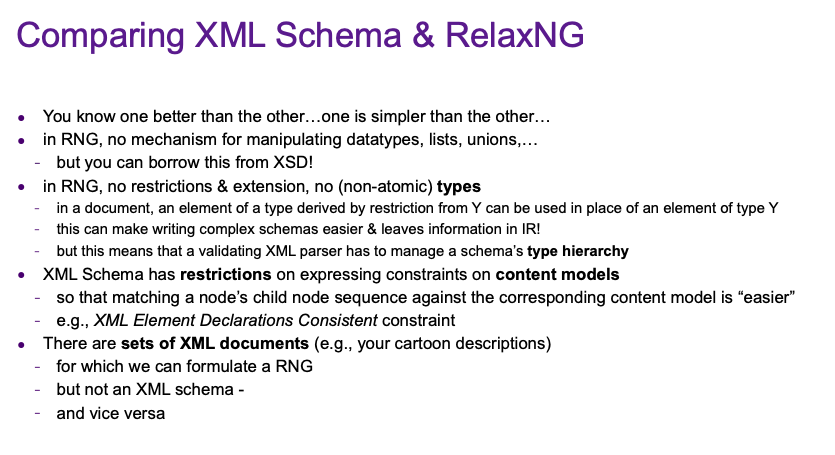 Comparing XML Schema & RelaxNG
• You know one better than the other…one is simpler than the other…
• in RNG, no mechanism for manipulating datatypes, lists, unions,…
- but you can borrow this from XSD!
• in RNG, no restrictions & extension, no (non-atomic) types
- in a document, an element of a type derived by restriction from Y can be used in place of an element of type Y
- this can make writing complex schemas easier & leaves information in IR!
- but this means that a validating XML parser has to manage a schema's type hierarchy
• XML Schema has restrictions on expressing constraints on content models
- so that matching a node's child node sequence against the corresponding content model is “easier”
- e.g., XML Element Declarations Consistent constraint
• There are sets of XML documents (e.g., your cartoon descriptions)
- for which we can formulate a RNG
- but not an XML schema -
- and vice versa